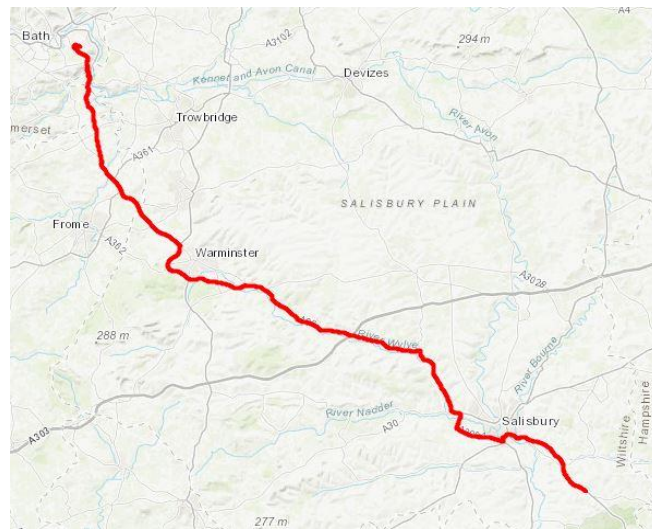 A4
Bath
A3102
294 m
Devizes
Kennet and Avon Canal
River Avon
Trowbridge
merset
A361
SALISBURY PLAIN
Frome
A362
Warminster
A3028
288 m
River Wylye
River Bourne
River Nadder
Salisbury
A30
A303
Wiltshire
Hampshire
277 m